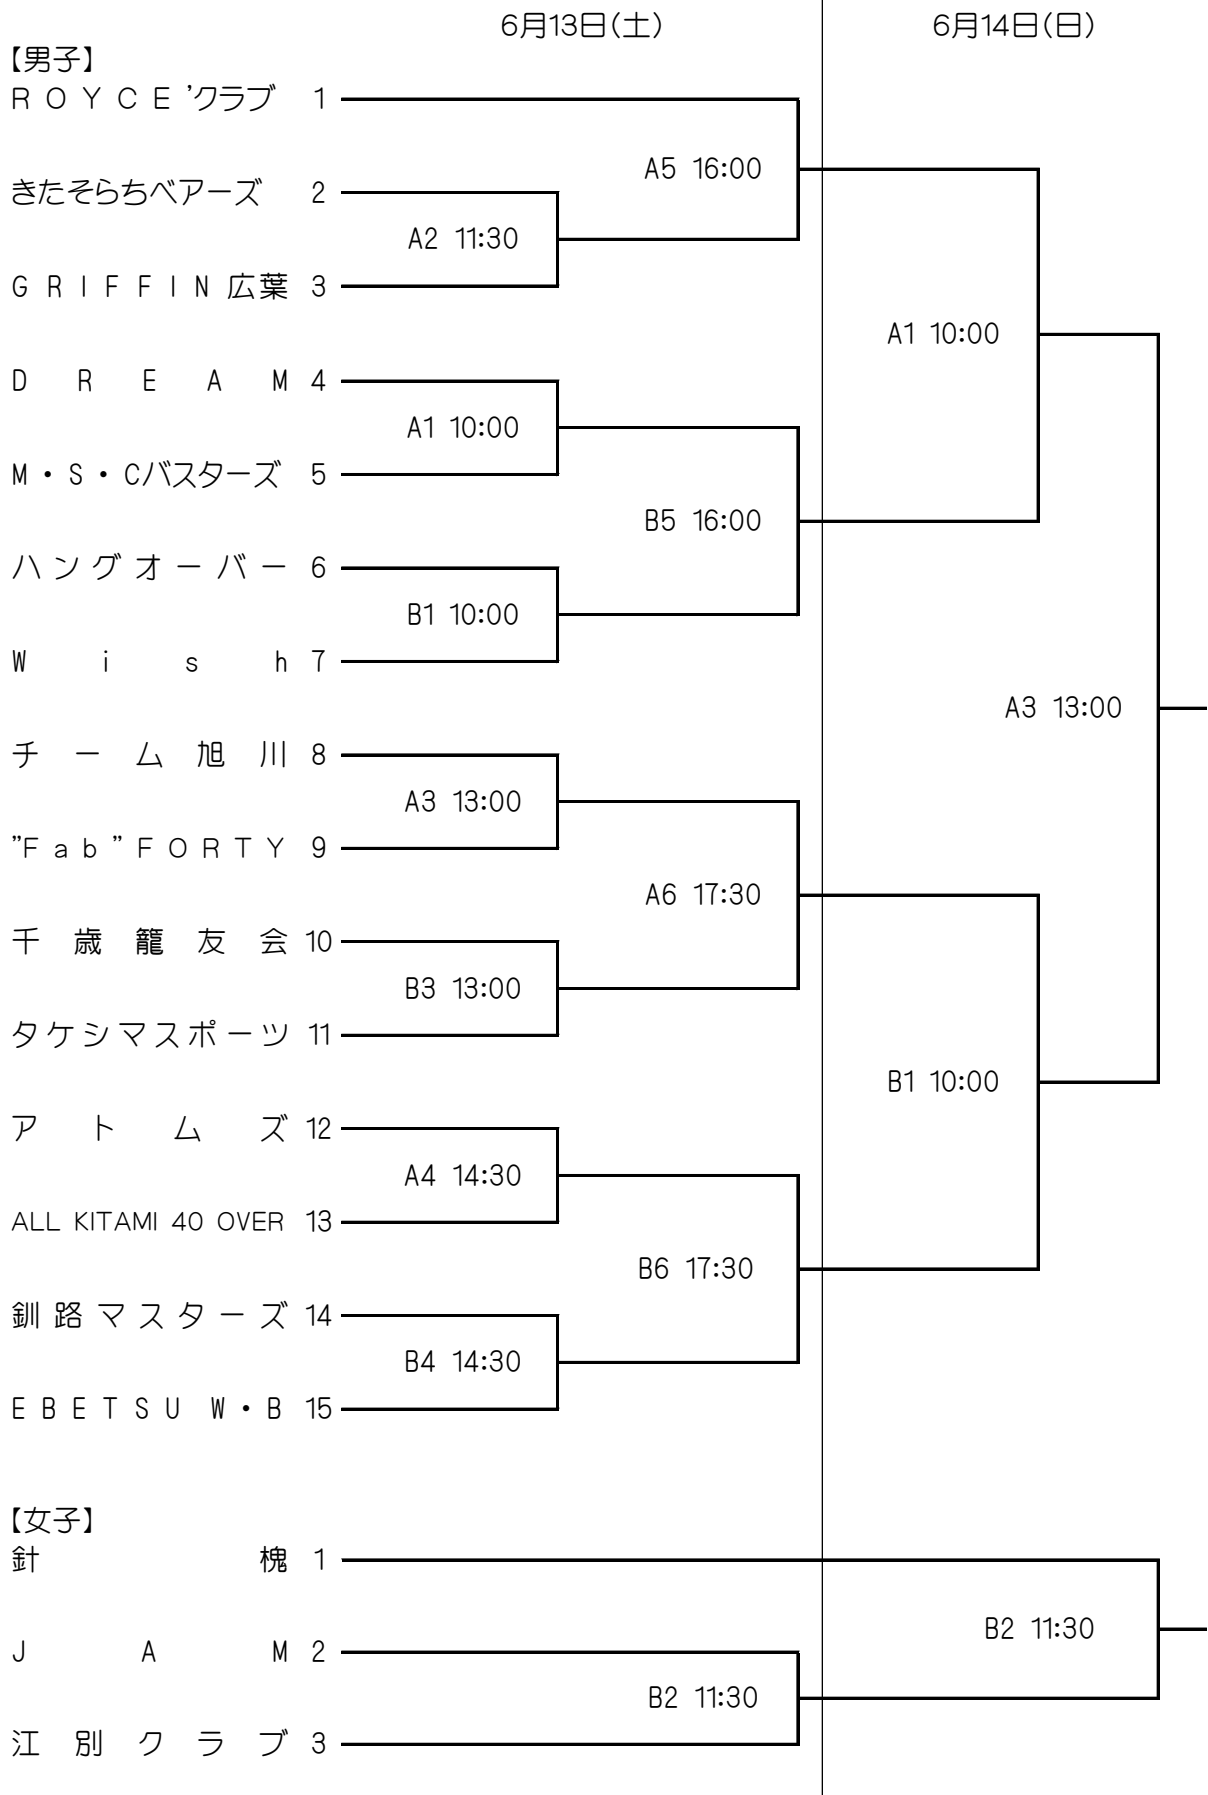 6月13日(土) 6月14日(日)
【男子】
ROYCE’クラブ 1
A5 16:00
きたそらちベアーズ 2
A2 11:30
GRIFFIN広葉 3
A1 10:00
DREAM 4
A1 10:00
M・S・Cバスターズ 5
B5 16:00
ハングオーバー 6
B1 10:00
Wish 7
A3 13:00
チーム旭川 8
A3 13:00
”Fab”FORTY 9
A6 17:30
千歳籠友会 10
B3 13:00
タケシマスポーツ 11
B1 10:00
アトムズ 12
A4 14:30
ALL KITAMI 40 OVER 13
B6 17:30
釧路マスターズ 14
B4 14:30
EBETSU W・B 15
【女子】
針槐 1
B2 11:30
JAM 2
B2 11:30
江別クラブ 3